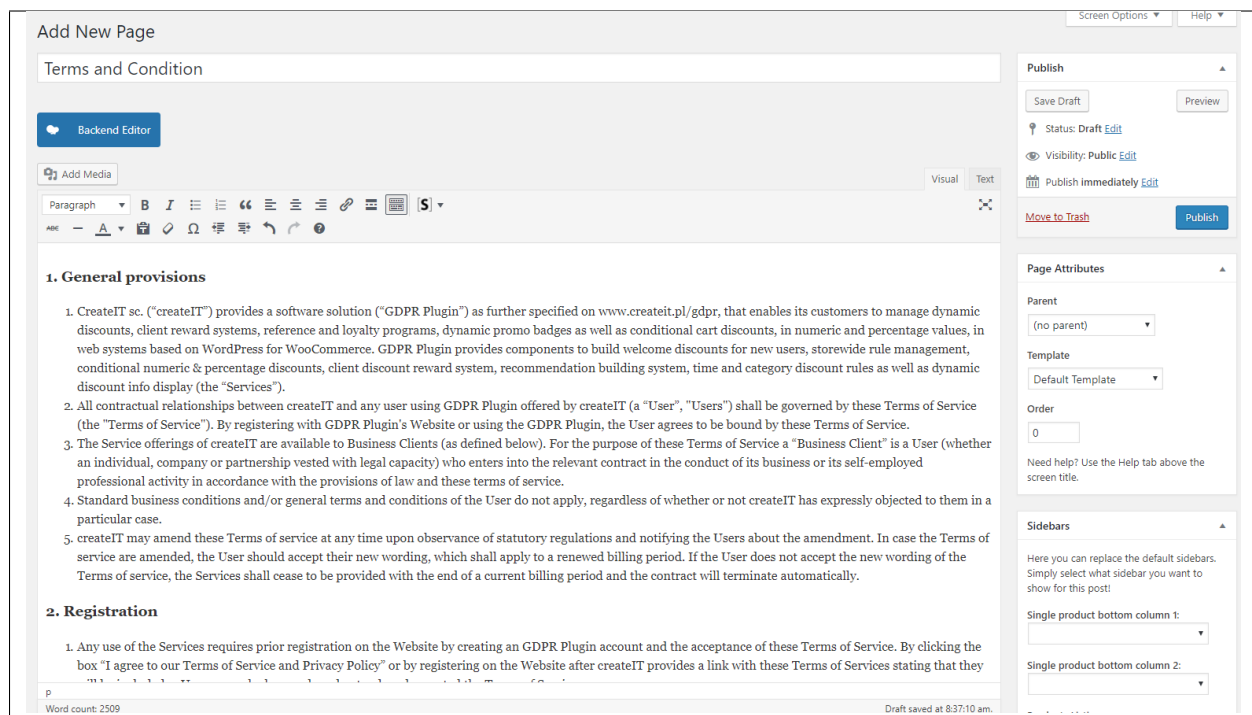 Screen Options ▼ Help ▼
Add New Page
Terms and Condition
Backend Editor
Add Media
Visual Text
Paragraph
B I
[S]
ABC
A
Ω
1. General provisions
1. CreateIT sc. (“createIT”) provides a software solution (“GDPR Plugin”) as further specified on www.createit.pl/gdpr, that enables its customers to manage dynamic
discounts, client reward systems, reference and loyalty programs, dynamic promo badges as well as conditional cart discounts, in numeric and percentage values, in
web systems based on WordPress for WooCommerce. GDPR Plugin provides components to build welcome discounts for new users, storewide rule management,
conditional numeric & percentage discounts, client discount reward system, recommendation building system, time and category discount rules as well as dynamic
discount info display (the “Services”).
2. All contractual relationships between createIT and any user using GDPR Plugin offered by createIT (a “User”, "Users”) shall be governed by these Terms of Service
(the "Terms of Service"). By registering with GDPR Plugin's Website or using the GDPR Plugin, the User agrees to be bound by these Terms of Service.
3. The Service offerings of createIT are available to Business Clients (as defined below). For the purpose of these Terms of Service a “Business Client” is a User (whether
an individual, company or partnership vested with legal capacity) who enters into the relevant contract in the conduct of its business or its self-employed
professional activity in accordance with the provisions of law and these terms of service.
4. Standard business conditions and/or general terms and conditions of the User do not apply, regardless of whether or not createIT has expressly objected to them in a
particular case.
5. createIT may amend these Terms of service at any time upon observance of statutory regulations and notifying the Users about the amendment. In case the Terms of
service are amended, the User should accept their new wording, which shall apply to a renewed billing period. If the User does not accept the new wording of the
Terms of service, the Services shall cease to be provided with the end of a current billing period and the contract will terminate automatically.
2. Registration
1. Any use of the Services requires prior registration on the Website by creating an GDPR Plugin account and the acceptance of these Terms of Service. By clicking the
box “I agree to our Terms of Service and Privacy Policy” or by registering on the Website after createIT provides a link with these Terms of Services stating that they
p
Word count: 2509
Draft saved at 8:37:10 am.
Publish
Save Draft Preview
Status: Draft Edit
Visibility: Public Edit
Publish immediately Edit
Move to Trash Publish
Page Attributes
Parent
(no parent)
Template
Default Template
Order
0
Need help? Use the Help tab above the
screen title.
Sidebars
Here you can replace the default sidebars.
Simply select what sidebar you want to
show for this post!
Single product bottom column 1:
Single product bottom column 2: